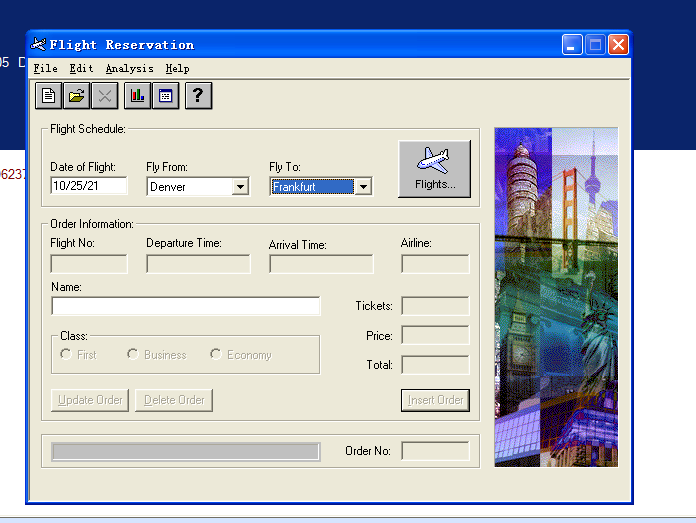 Flight Reservation
File Edit Analysis Help
05 D
Flight Schedule:
Date of Flight: Fly From: Fly To:
10/25/21 Denver Frankfurt
Flights...
96237
Order Information:
Flight No: Departure Time: Arrival Time: Airline:
Name:
Tickets:
Class:
First Business Economy
Price:
Total:
Update Order Delete Order Insert Order
Order No: